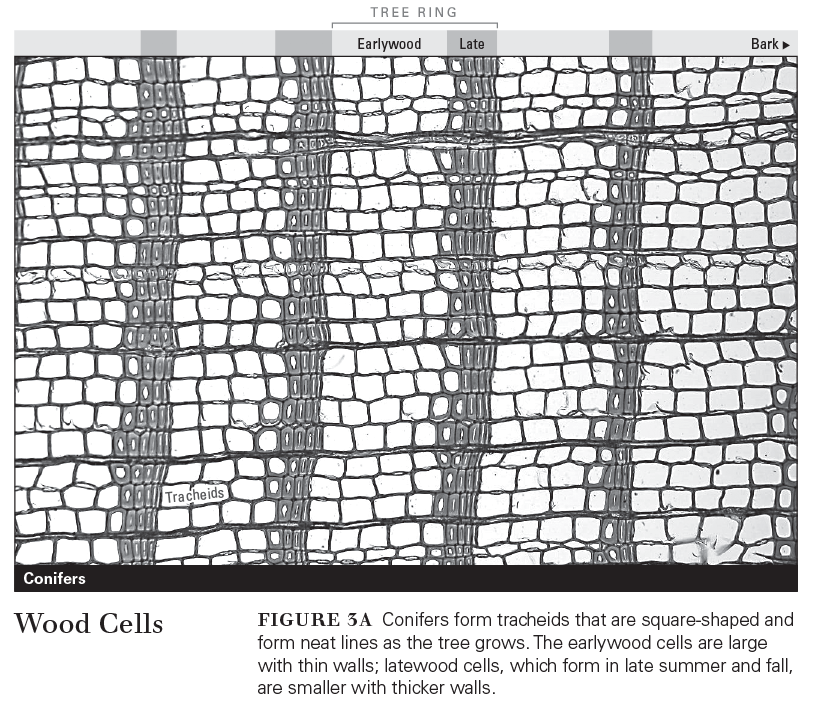 TREE RING
Earlywood Late Bark ▶
Tracheids
Conifers
Wood Cells
FIGURE 3A Conifers form tracheids that are square-shaped and
form neat lines as the tree grows. The earlywood cells are large
with thin walls; latewood cells, which form in late summer and fall,
are smaller with thicker walls.